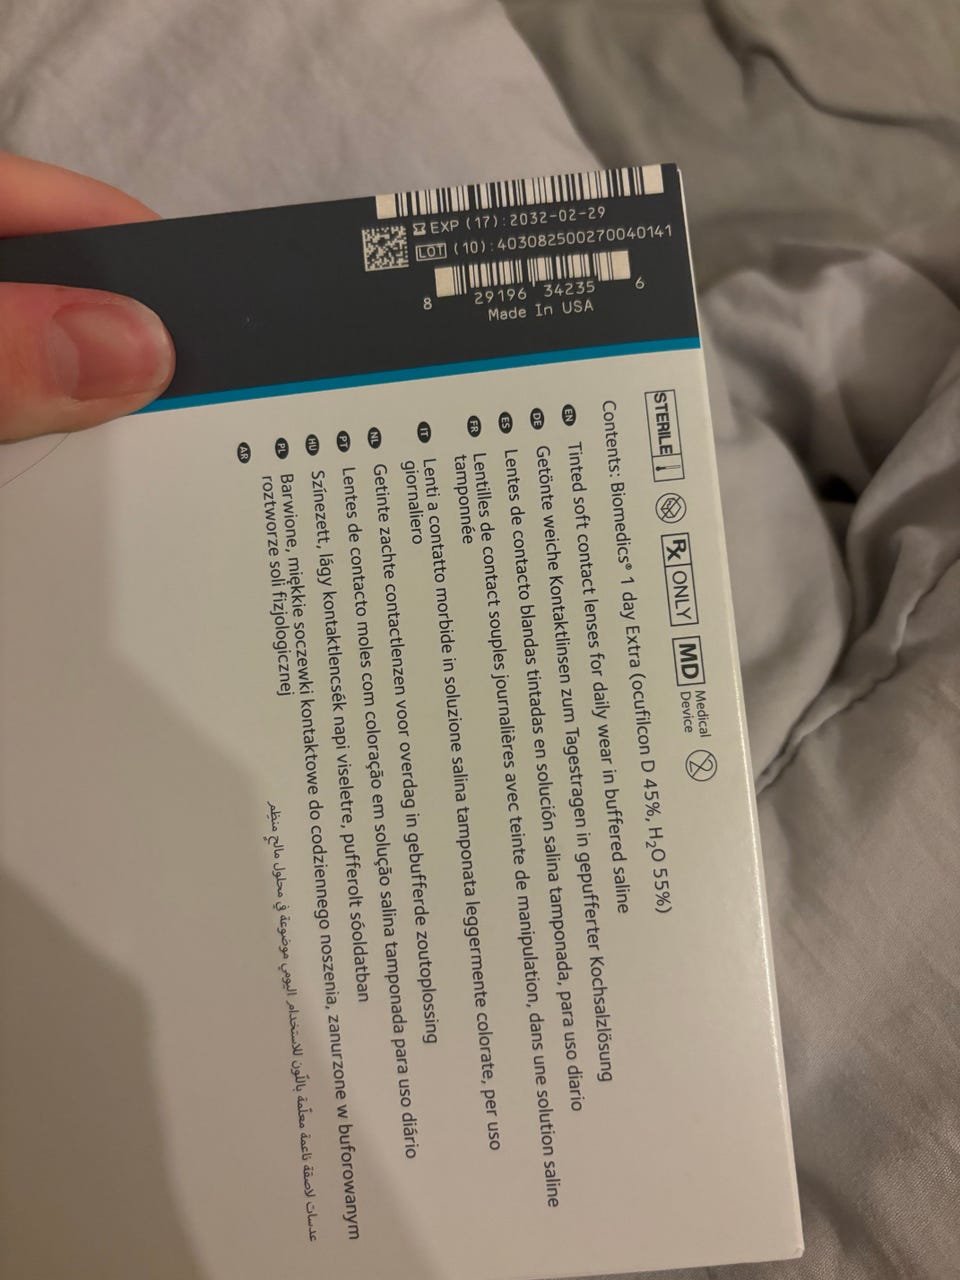 EXP (17): 2032-02-29
LOT (10): 403082500270040141
8 29196 34235 6
Made In USA
STERILE
Rx ONLY
MD Medical
Device
2
Contents: Biomedics® 1 day Extra (ocufilcon D 45%, H₂O 55%)
EN Tinted soft contact lenses for daily wear in buffered saline
DE Getönte weiche Kontaktlinsen zum Tagestragen in gepufferter Kochsalzlösung
ES Lentes de contacto blandas tintadas en solución salina tamponada, para uso diario
FR Lentilles de contact souples journalières avec teinte de manipulation, dans une solution saline
tamponnée
IT Lenti a contatto morbide in soluzione salina tamponata leggermente colorate, per uso
giornaliero
NL Getinte zachte contactlenzen voor overdag in gebufferde zoutoplossing
PT Lentes de contacto moles com coloração em solução salina tamponada para uso diário
HU Színezett, lágy kontaktlencsék napi viseletre, pufferolt sóoldatban
PL Barwione, miękkie soczewki kontaktowe do codziennego noszenia, zanurzone w buforowanym
roztworze soli fizjologicznej
AR عدسات لاصقة ناعمة معلّمة باللّون للاستخدام اليومي موضوعة في محلول مالح منظِم